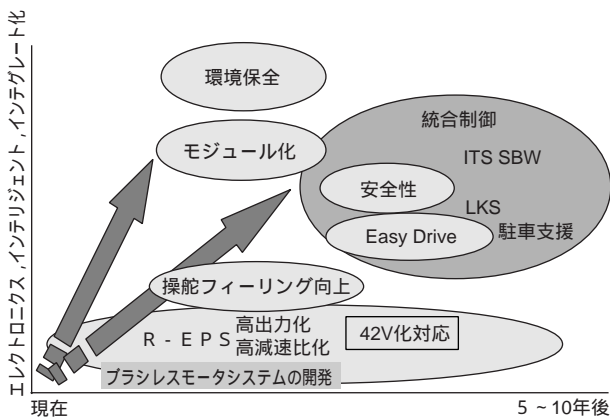 エレクトロニクス,インテリジェント,インテグレート化
環境保全
モジュール化
統合制御
ITS SBW
安全性
LKS
駐車支援
Easy Drive
操舵フィーリング向上
R - EPS
高出力化
高減速比化
42V化対応
ブラシレスモータシステムの開発
現在
5 ~10年後